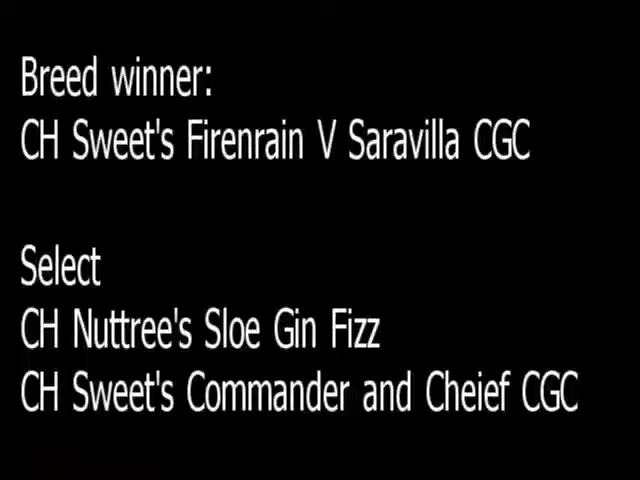 Breed winner:
CH Sweet's Firenrain V Saravilla CGC
Select
CH Nuttree's Sloe Gin Fizz
CH Sweet's Commander and Cheief CGC